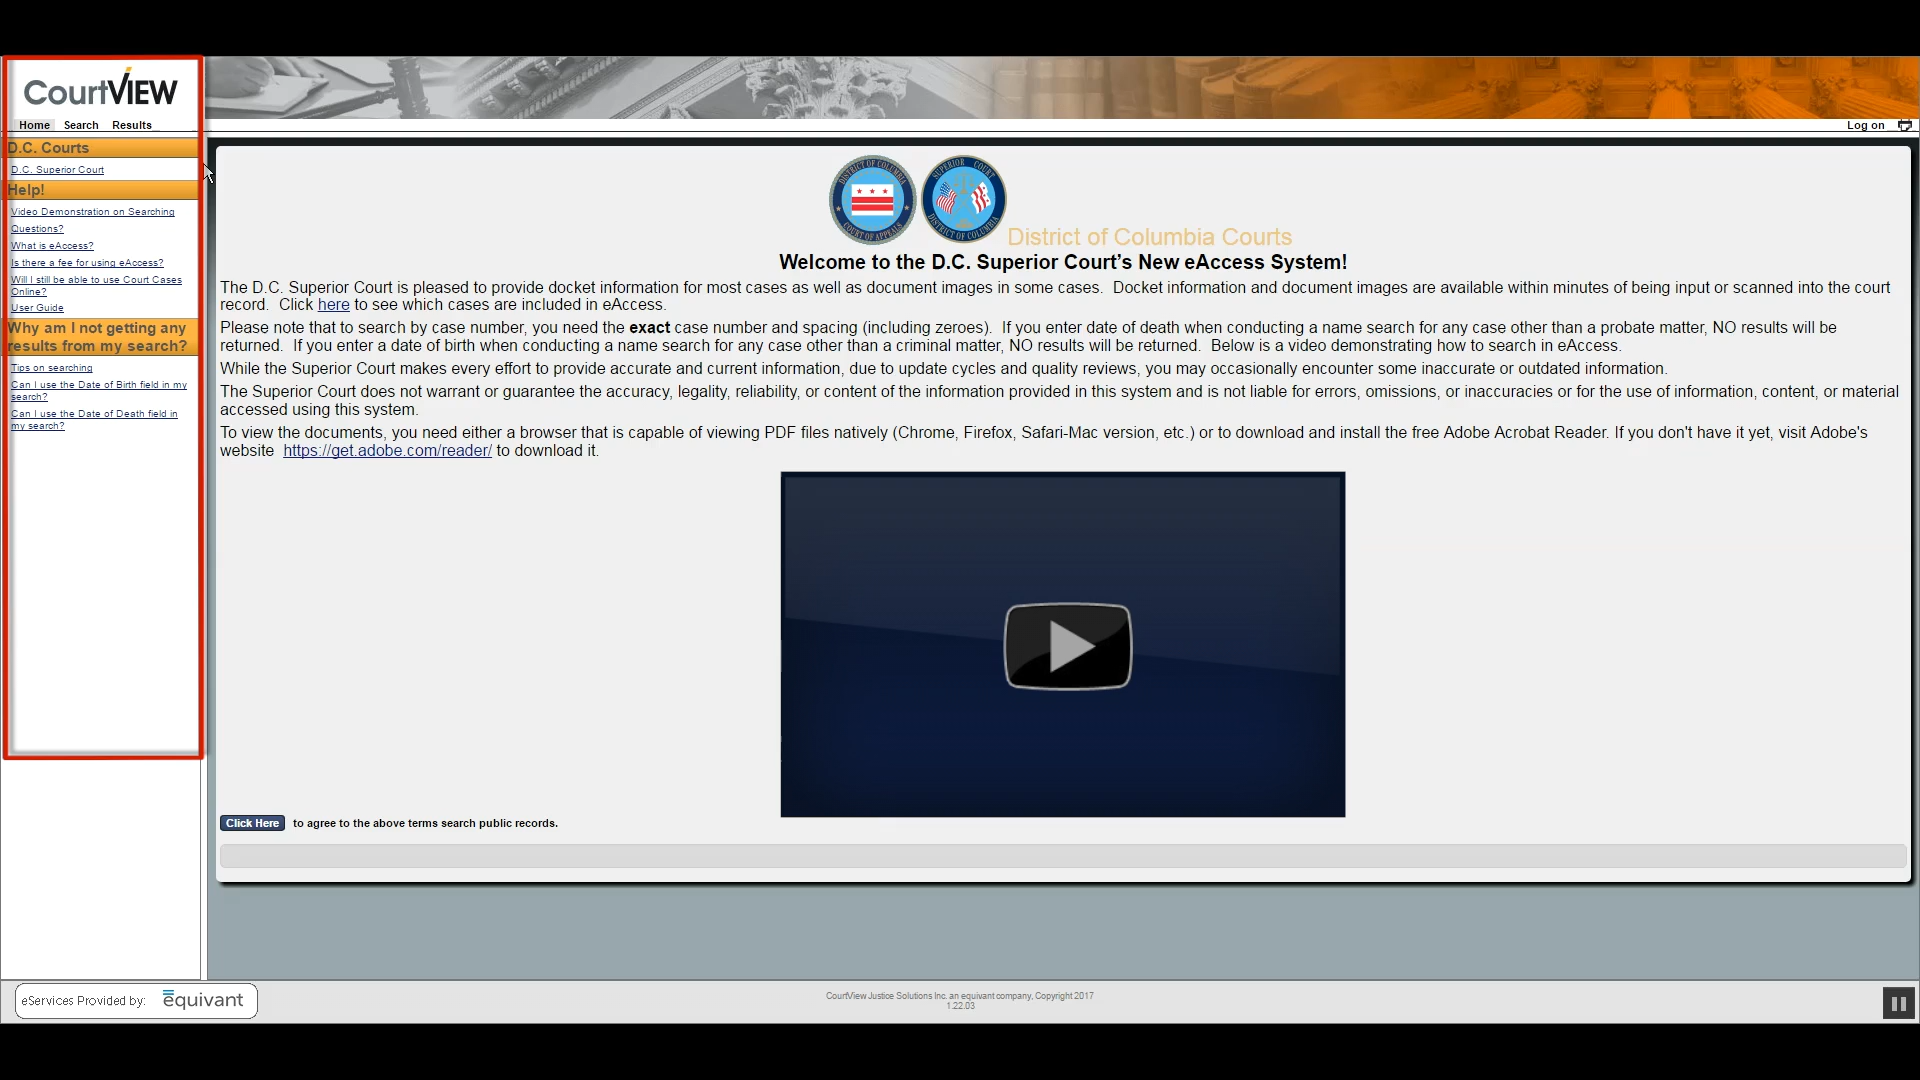 CourtVIEW
Home Search Results
Log on
D.C. Courts
D.C. Superior Court
Help!
Video Demonstration on Searching
Questions?
What is eAccess?
Is there a fee for using eAccess?
Will I still be able to use Court Cases
Online?
User Guide
Why am I not getting any
results from my search?
Tips on searching
Can I use the Date of Birth field in my
search?
Can I use the Date of Death field in
my search?
DISTRICT OF COLUMBIA
COURT OF APPEALS
SUPERIOR COURT
DISTRICT OF COLUMBIA
District of Columbia Courts
Welcome to the D.C. Superior Court’s New eAccess System!
The D.C. Superior Court is pleased to provide docket information for most cases as well as document images in some cases. Docket information and document images are available within minutes of being input or scanned into the court
record. Click here to see which cases are included in eAccess.
Please note that to search by case number, you need the exact case number and spacing (including zeroes). If you enter date of death when conducting a name search for any case other than a probate matter, NO results will be
returned. If you enter a date of birth when conducting a name search for any case other than a criminal matter, NO results will be returned. Below is a video demonstrating how to search in eAccess.
While the Superior Court makes every effort to provide accurate and current information, due to update cycles and quality reviews, you may occasionally encounter some inaccurate or outdated information.
The Superior Court does not warrant or guarantee the accuracy, legality, reliability, or content of the information provided in this system and is not liable for errors, omissions, or inaccuracies or for the use of information, content, or material
accessed using this system.
To view the documents, you need either a browser that is capable of viewing PDF files natively (Chrome, Firefox, Safari-Mac version, etc.) or to download and install the free Adobe Acrobat Reader. If you don't have it yet, visit Adobe's
website https://get.adobe.com/reader/ to download it.
Click Here to agree to the above terms search public records.
eServices Provided by: equivant
CourtView Justice Solutions Inc. an equivant company, Copyright 2017
1.22.03